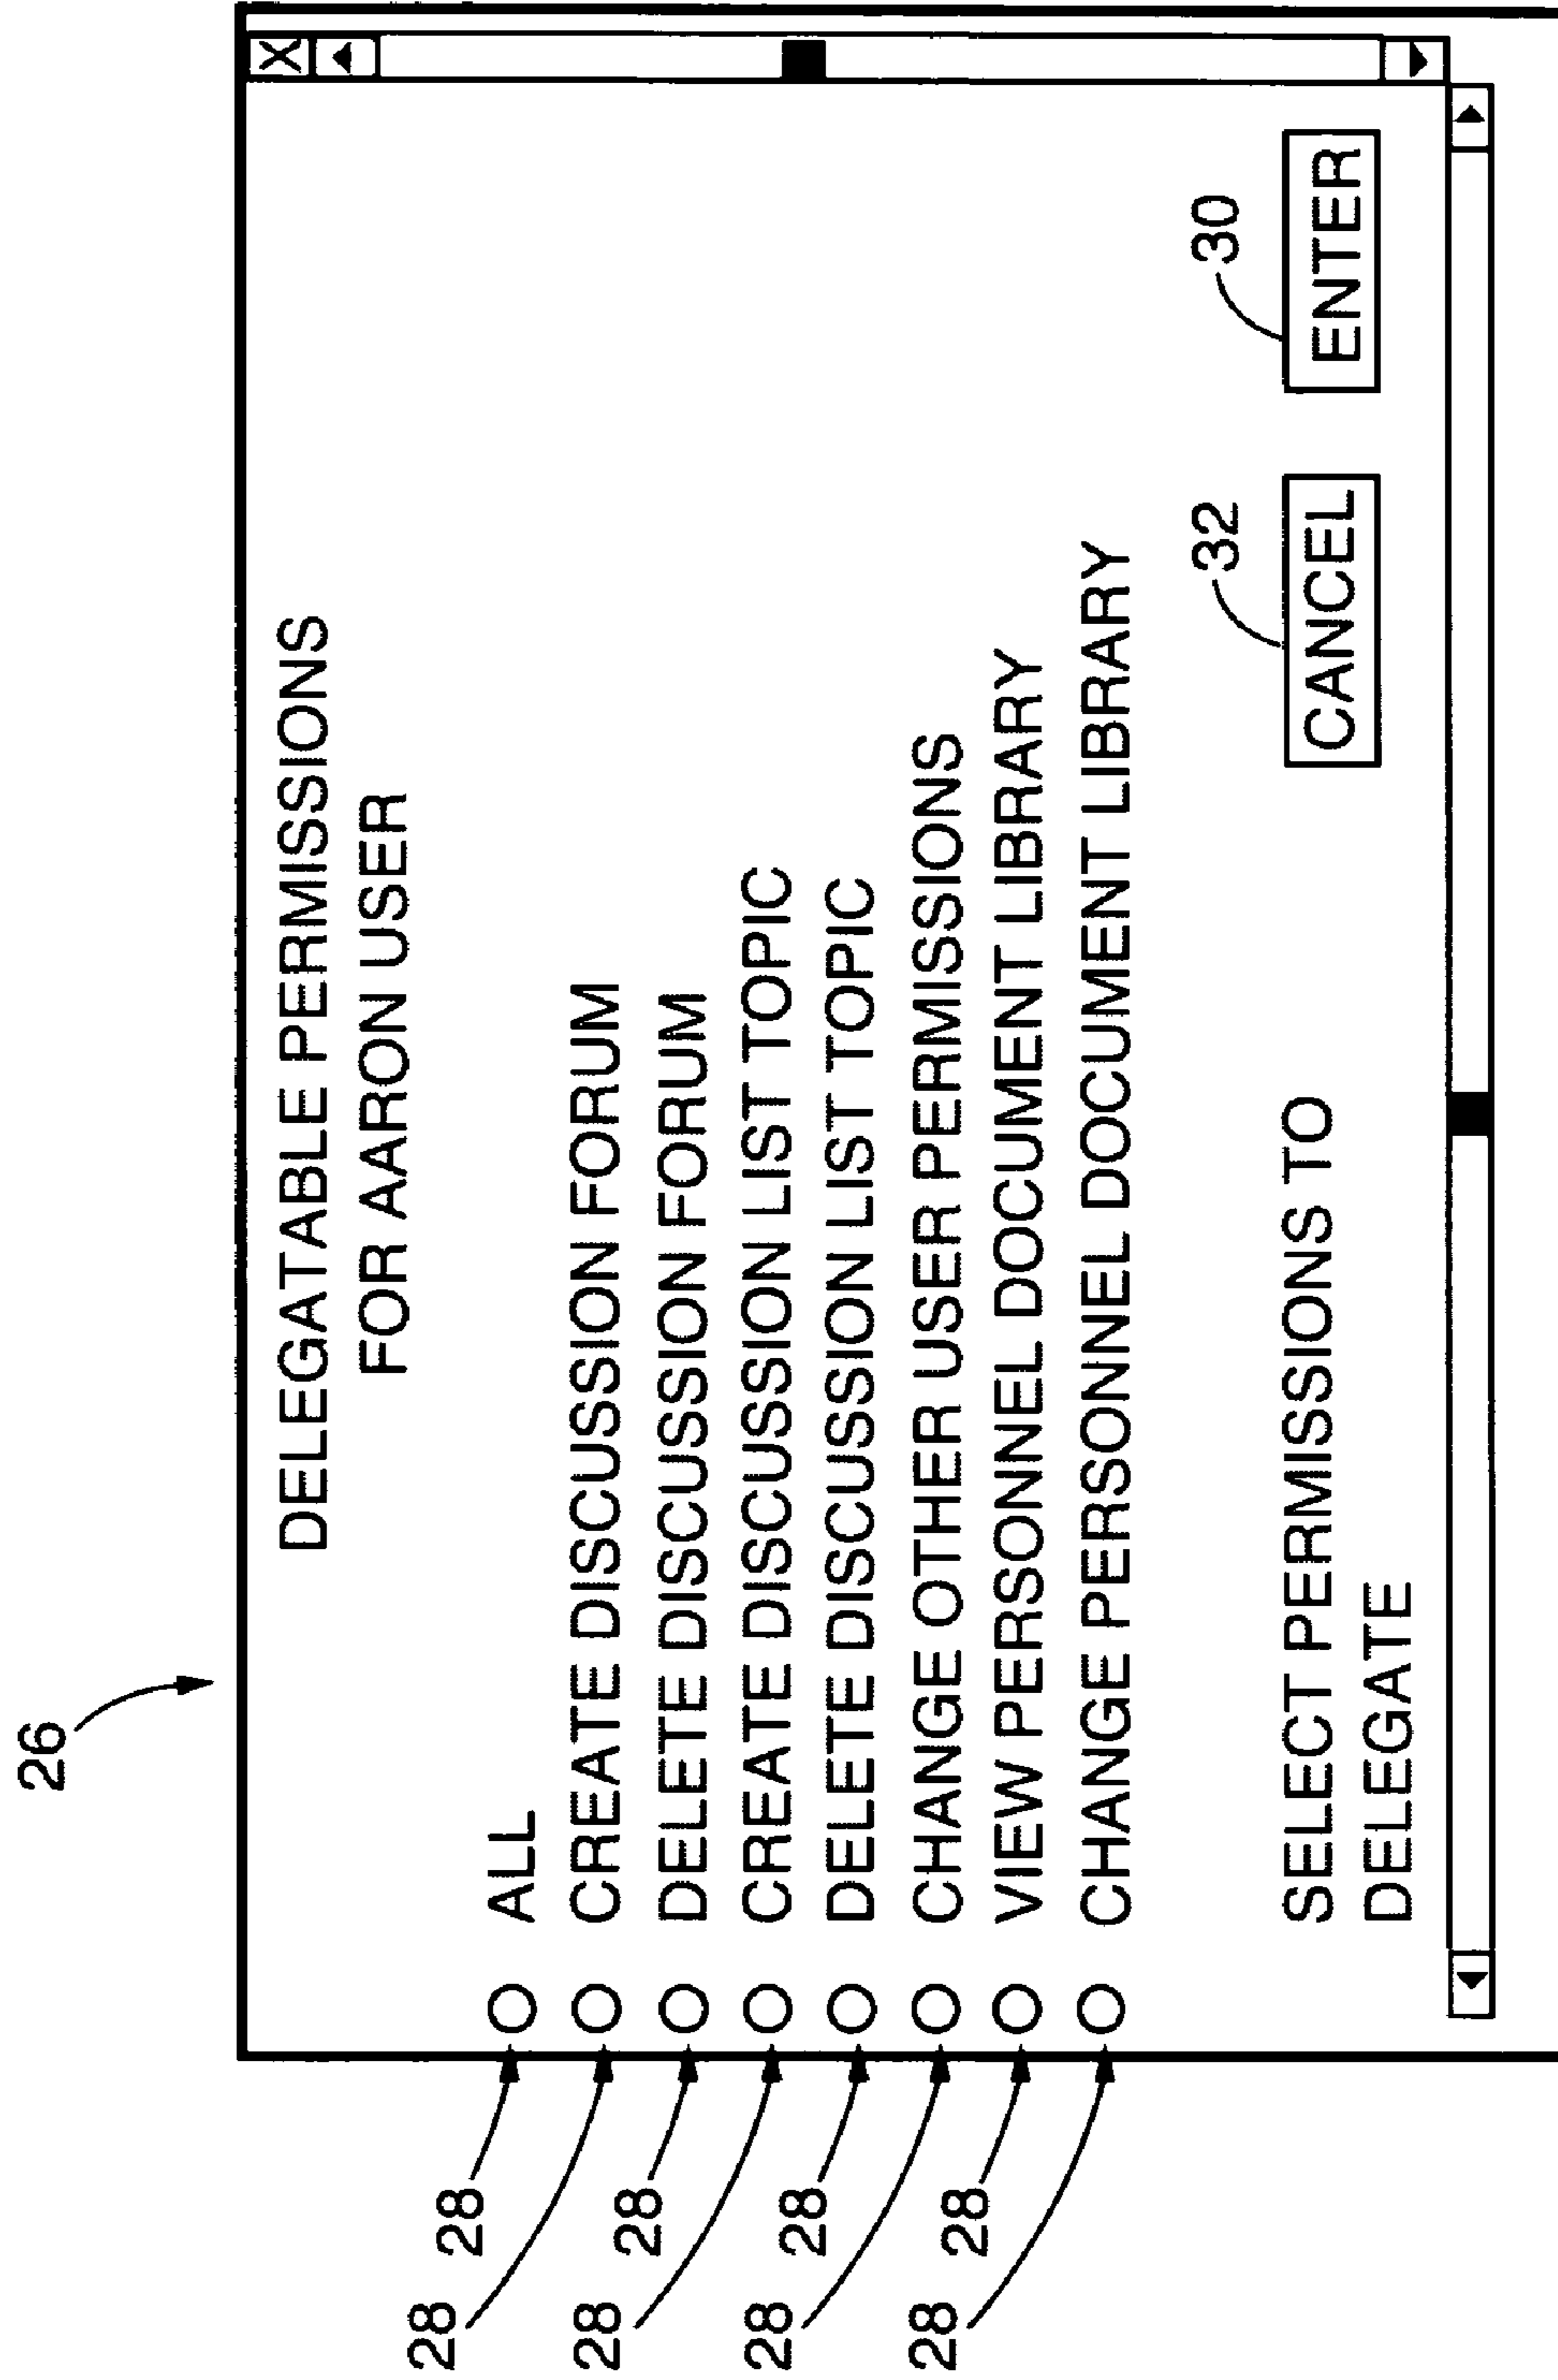 26
X
DELEGATABLE PERMISSIONS
FOR AARON USER
28 ALL
28 CREATE DISCUSSION FORUM
28 DELETE DISCUSSION FORUM
28 CREATE DISCUSSION LIST TOPIC
28 DELETE DISCUSSION LIST TOPIC
28 CHANGE OTHER USER PERMISSIONS
28 VIEW PERSONNEL DOCUMENT LIBRARY
28 CHANGE PERSONNEL DOCUMENT LIBRARY
32 30
SELECT PERMISSIONS TO CANCEL ENTER
DELEGATE